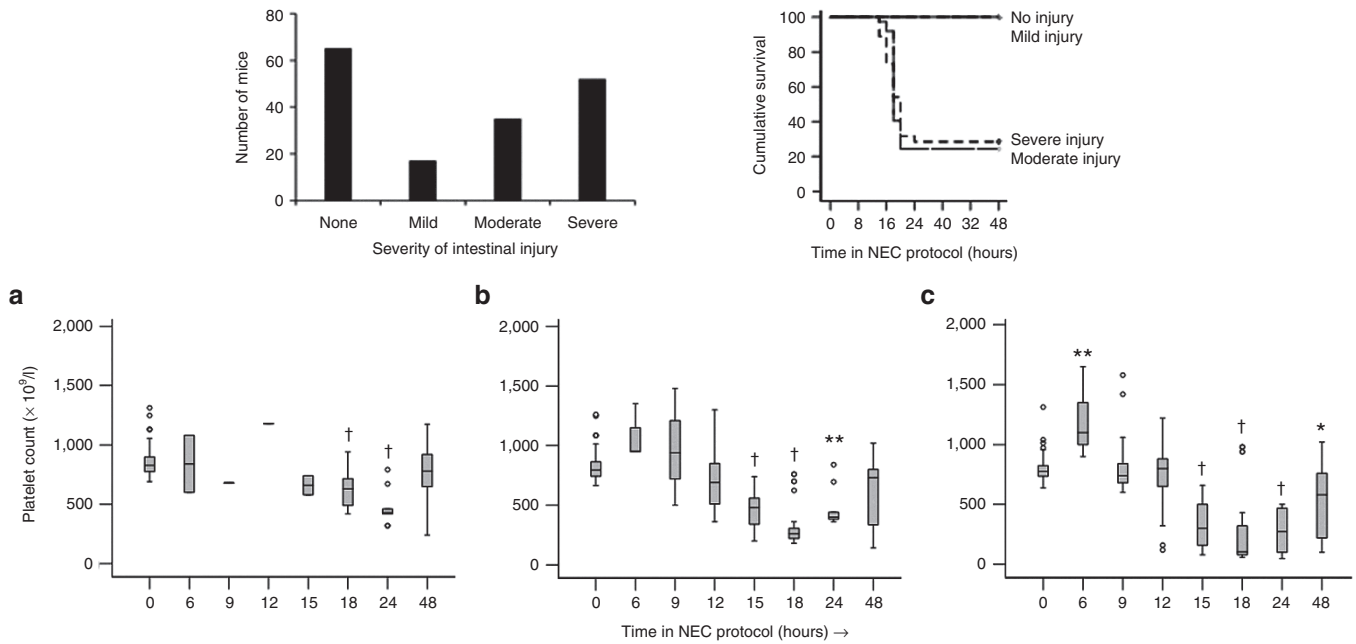 80
60
40
20
0
Number of mice
None Mild Moderate Severe
Severity of intestinal injury
100
80
60
40
20
0
Cumulative survival
No injury
Mild injury
Severe injury
Moderate injury
0 8 16 24 40 32 48
Time in NEC protocol (hours)
a
2,000
1,500
1,000
500
0
Platelet count (× 10⁹/l)
† †
0 6 9 12 15 18 24 48
b
2,000
1,500
1,000
500
0
† † **
0 6 9 12 15 18 24 48
c
2,000
1,500
1,000
500
0
** † † † *
0 6 9 12 15 18 24 48
Time in NEC protocol (hours) →